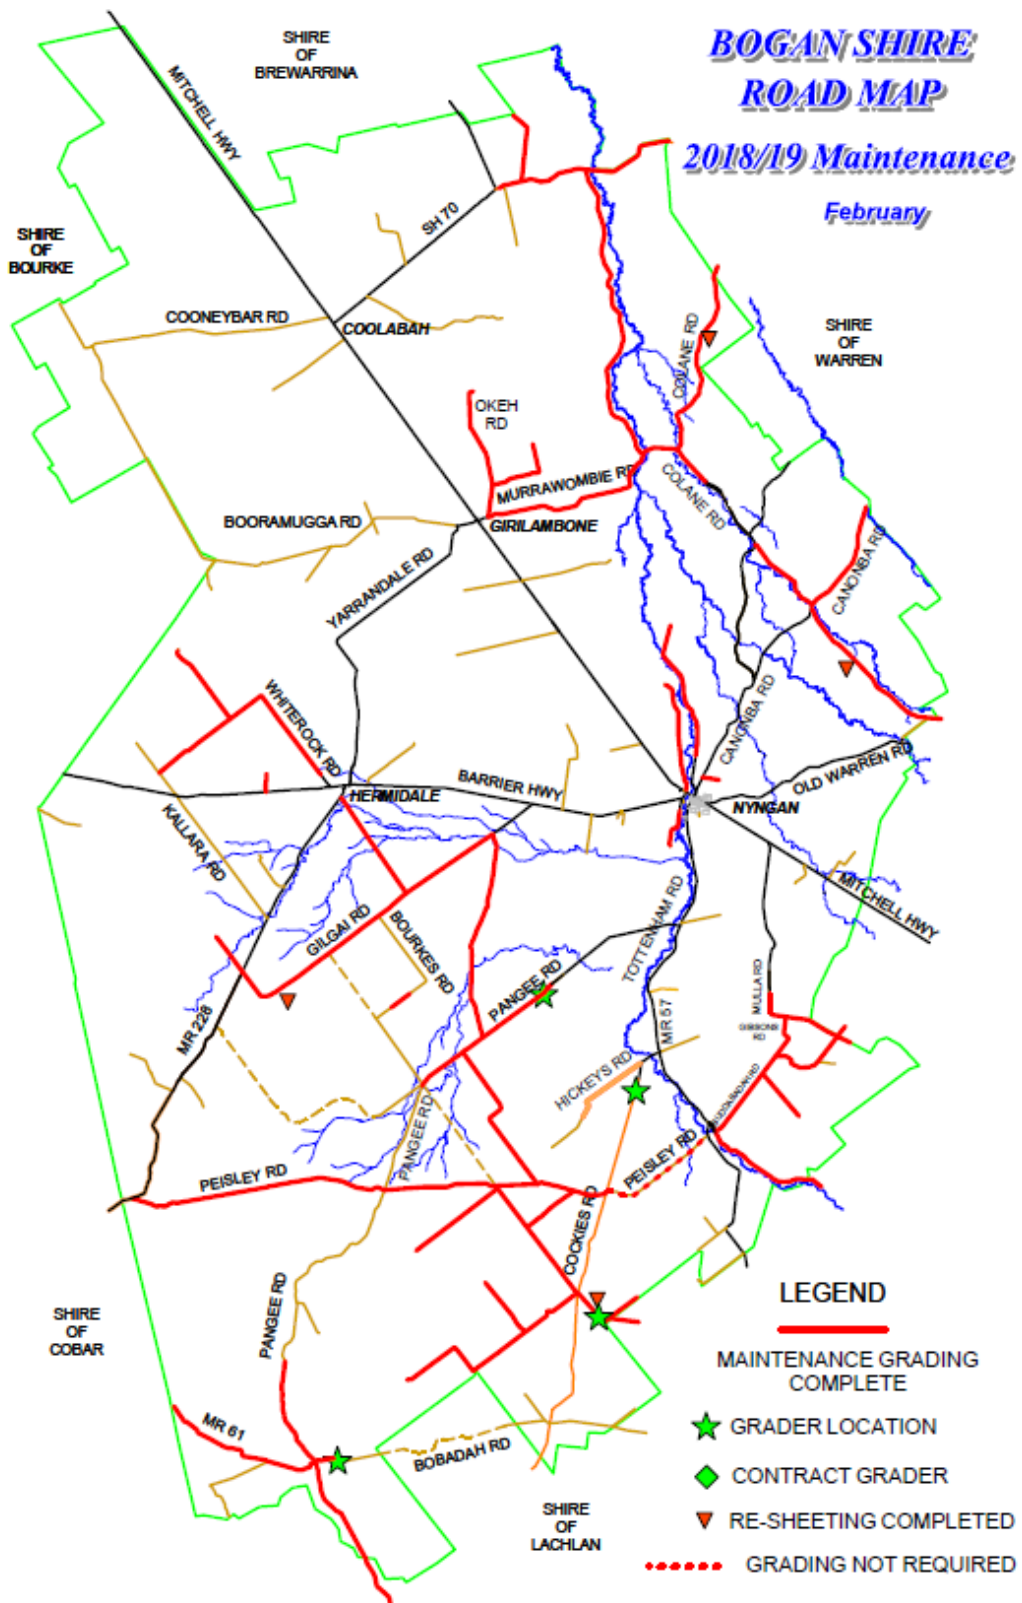 BOGAN SHIRE
ROAD MAP
2018/19 Maintenance
February
SHIRE
OF
BREWARRINA
MITCHELL HWY
SHIRE
OF
BOURKE
SH 70
COONEYBAR RD
COOLABAH
SHIRE
OF
WARREN
COLANE RD
OKEH
RD
MURRAWOMBIE RD
COLANE RD
BOORAMUGGA RD
GIRILAMBONE
YARRANDALE RD
CANONBA RD
WHITEROCK RD
CANONBA RD
BARRIER HWY
OLD WARREN RD
HERMIDALE
NYNGAN
KALLARA RD
MITCHELL HWY
GILGAI RD
BOURKES RD
TOTTENHAM RD
PANGEE RD
MULLA RD
MR 228
MR 57
GIBSONS
RD
HICKEYS RD
PANGEE RD
PEISLEY RD
PEISLEY RD
COCKIES RD
PANGEE RD
SHIRE
OF
COBAR
MR 61
BOBADAH RD
SHIRE
OF
LACHLAN
LEGEND
MAINTENANCE GRADING
COMPLETE
GRADER LOCATION
CONTRACT GRADER
RE-SHEETING COMPLETED
GRADING NOT REQUIRED